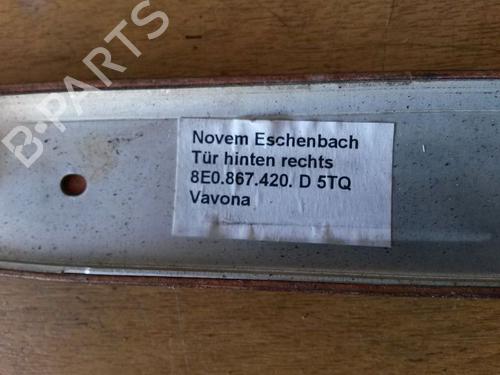 B-PARTS
Novem Eschenbach
Tür hinten rechts
8E0.867.420. D 5TQ
Vavona